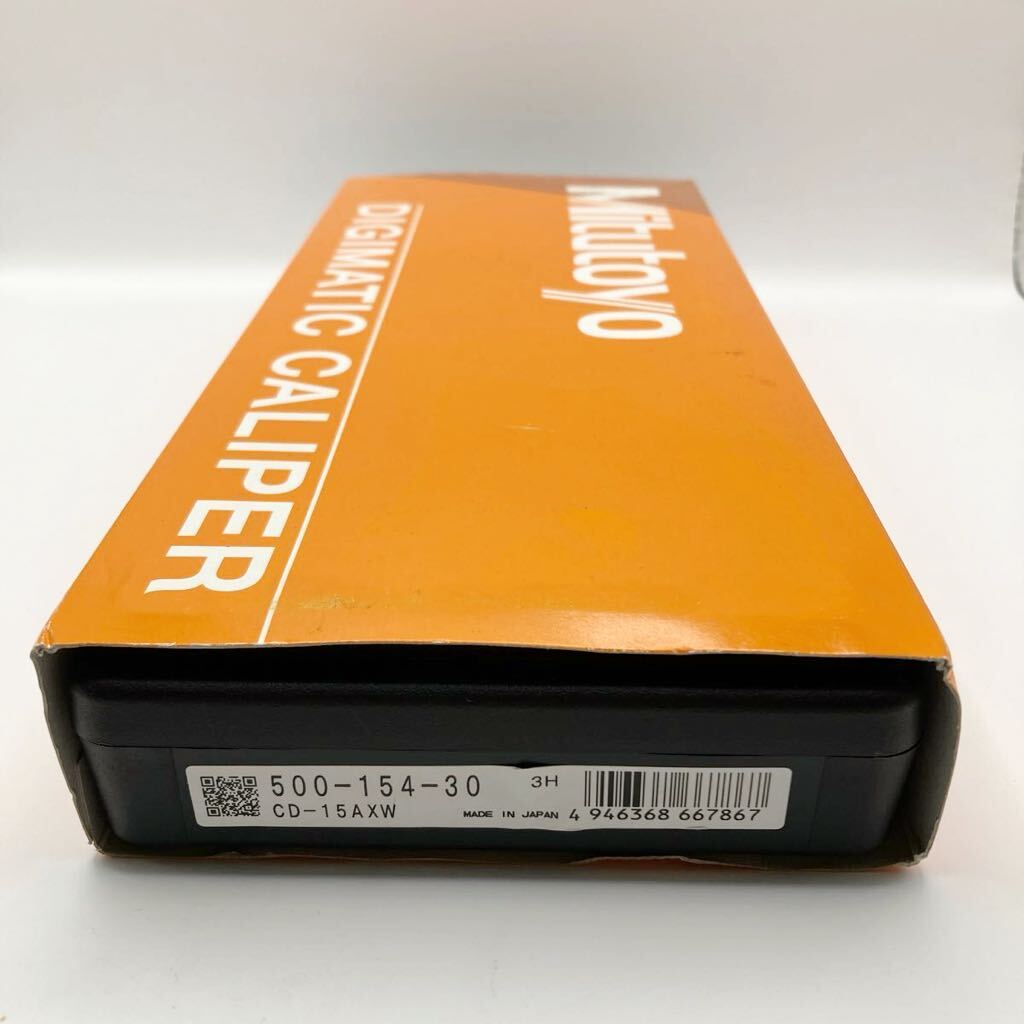 Mitutoyo
DIGIMATIC CALIPER
500-154-30 3H
CD-15AXW MADE IN JAPAN 4 946368 667867